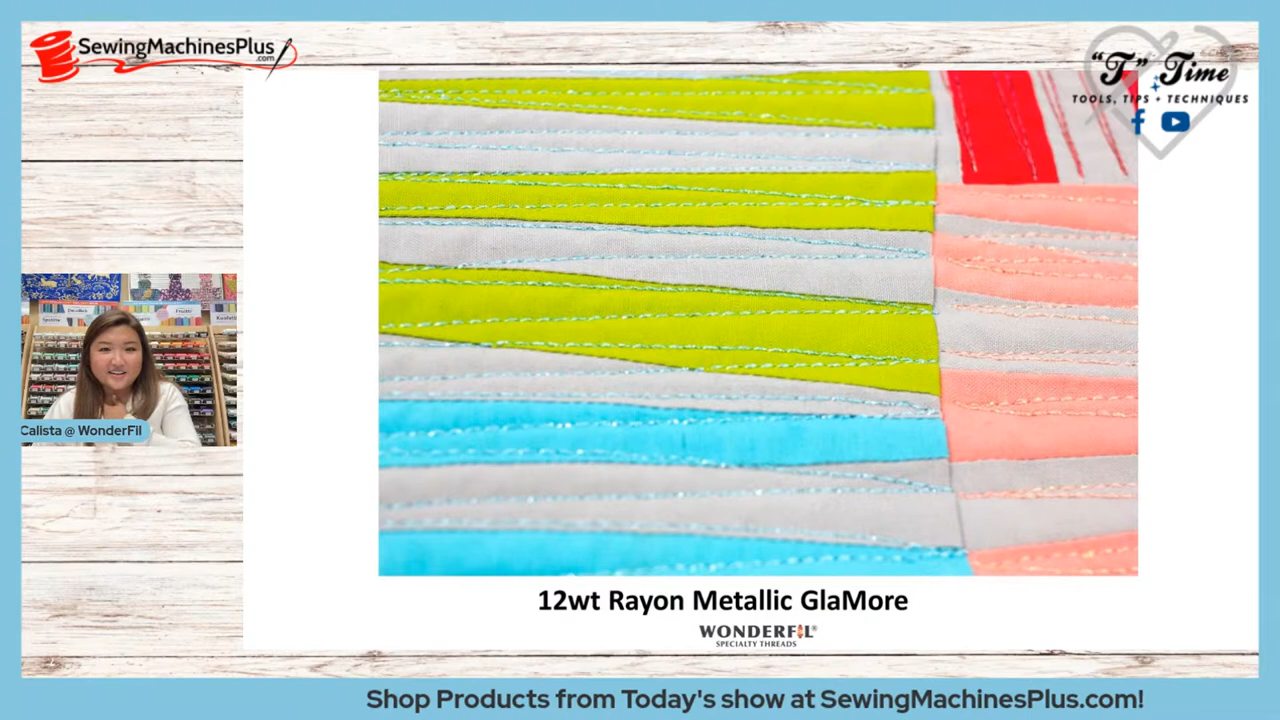 SewingMachinesPlus
.com
"T" Time
TOOLS, TIPS + TECHNIQUES
Calista @ WonderFil
12wt Rayon Metallic GlaMore
WONDERFIL®
SPECIALTY THREADS
Shop Products from Today's show at SewingMachinesPlus.com!